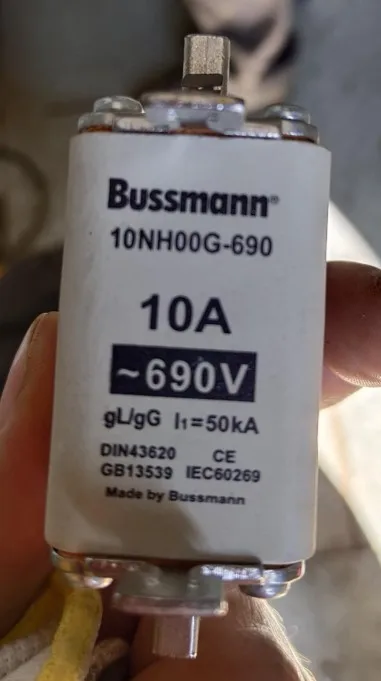 Bussmann®
10NH00G-690
10A
~690V
gL/gG I1=50kA
DIN43620 CE
GB13539 IEC60269
Made by Bussmann